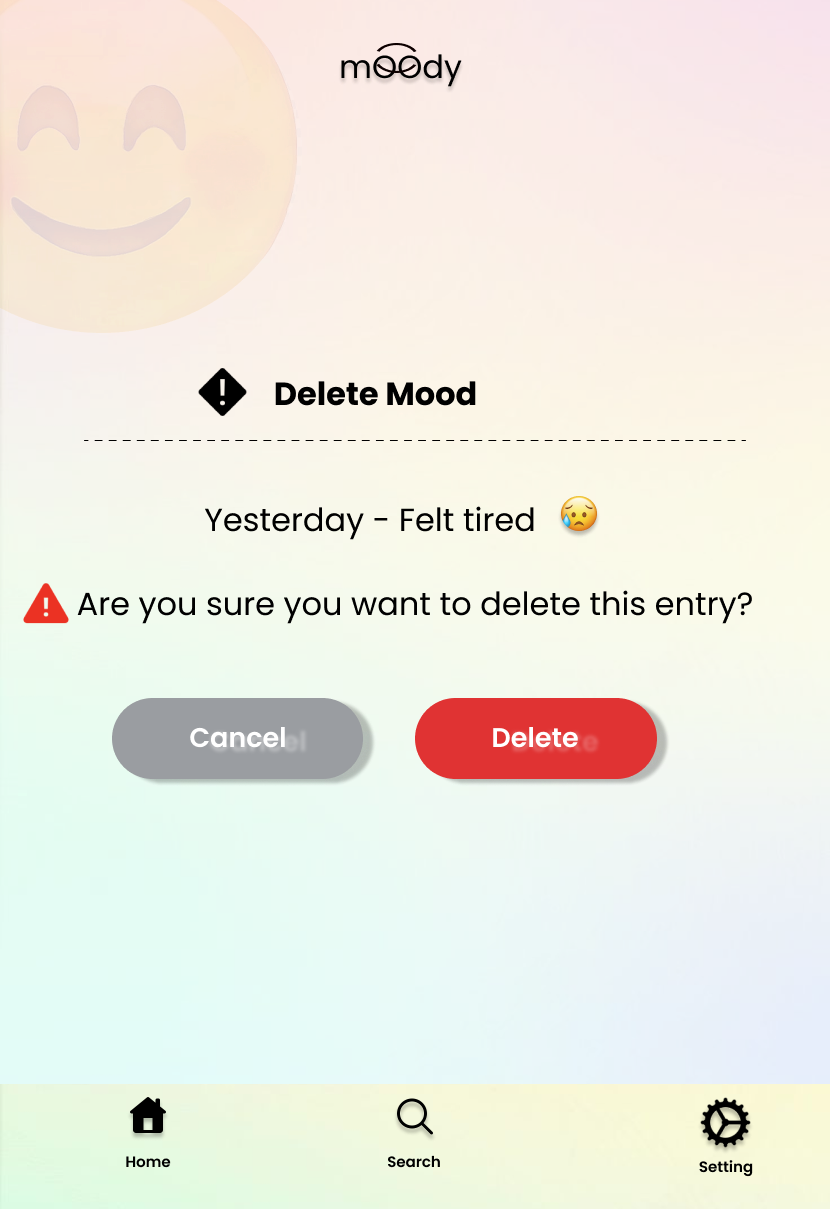 moody
Delete Mood
Yesterday - Felt tired 😥
Are you sure you want to delete this entry?
Cancel
Delete
Home
Search
Setting